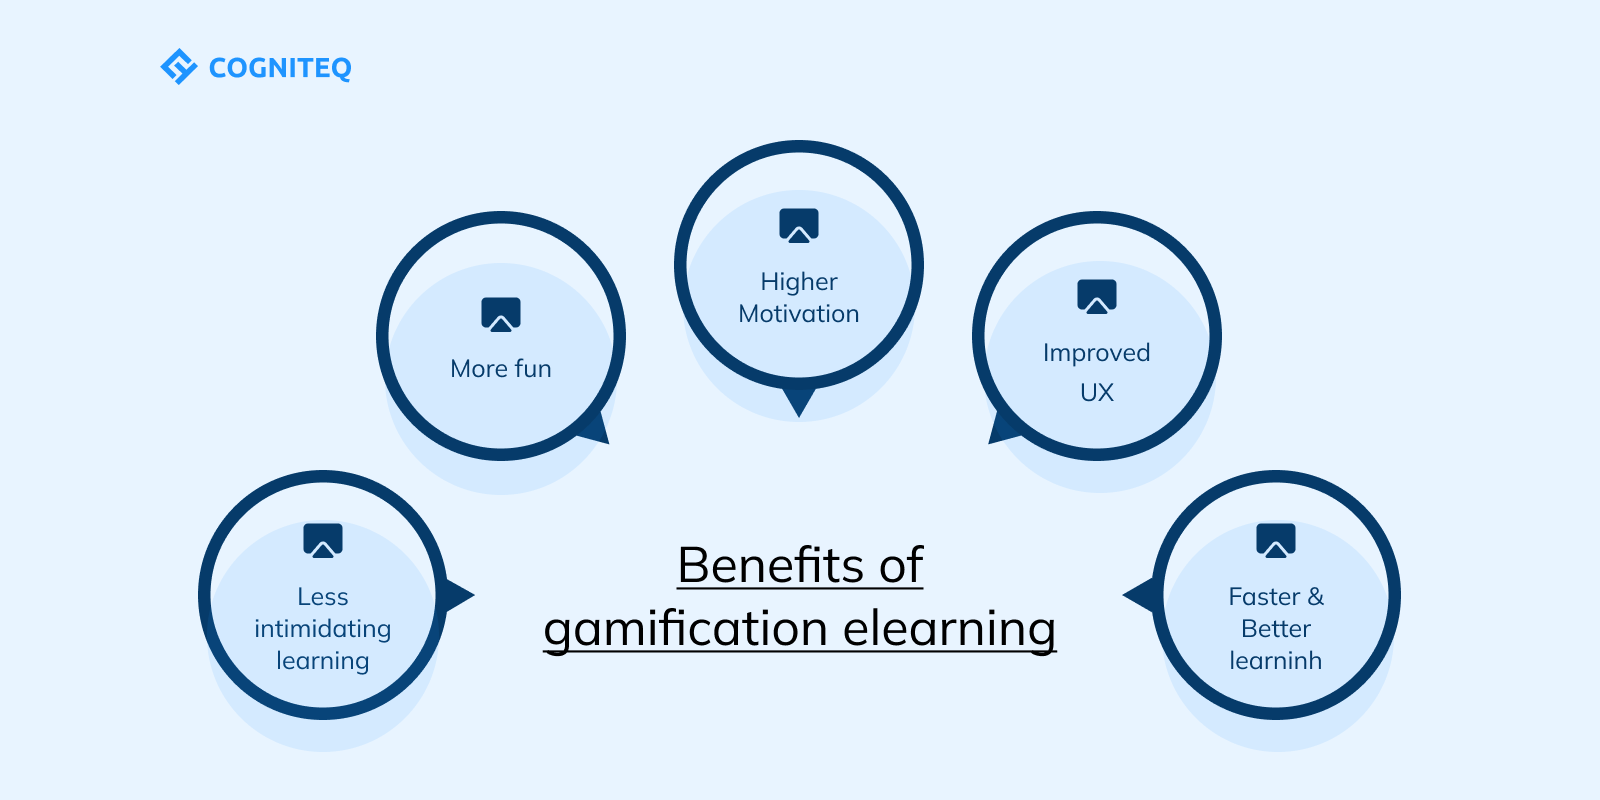 COGNITEQ
Higher
Motivation
More fun
Improved
UX
Less
intimidating
learning
Benefits of
gamification elearning
Faster &
Better
learninh